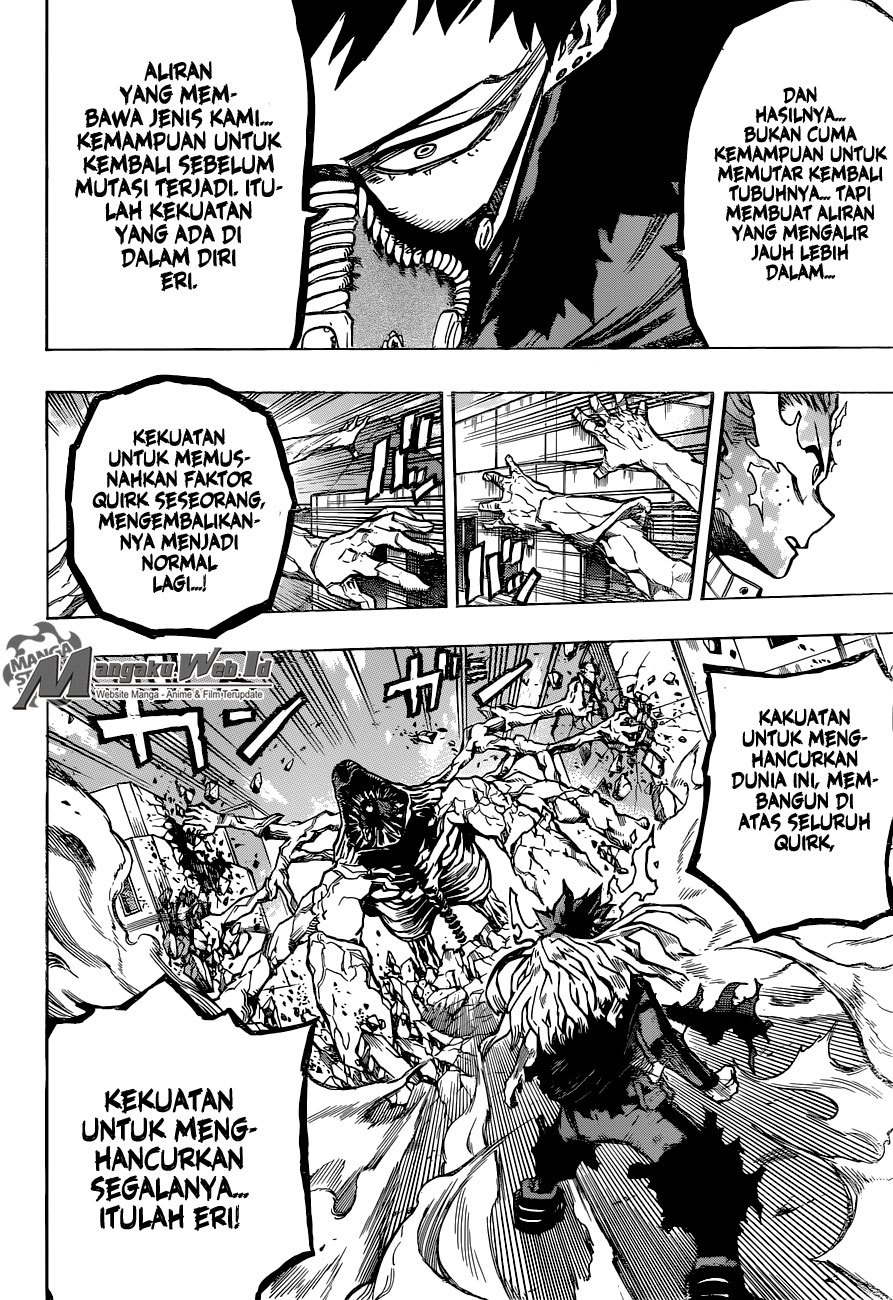 DAN
HASILNYA...
BUKAN CUMA
KEMAMPUAN UNTUK
MEMUTAR KEMBALI
TUBUHNYA... TAPI
MEMBUAT ALIRAN
YANG MENGALIR
JAUH LEBIH
DALAM...
ALIRAN
YANG MEM-
BAWA JENIS KAMI...
KEMAMPUAN UNTUK
KEMBALI SEBELUM
MUTASI TERJADI. ITU-
LAH KEKUATAN
YANG ADA DI
DALAM DIRI
ERI.
KEKUATAN
UNTUK MEMUS-
NAHKAN FAKTOR
QUIRK SESEORANG,
MENGEMBALIKAN-
NYA MENJADI
NORMAL
LAGI...!
KAKUATAN
UNTUK MENG-
HANCURKAN
DUNIA INI, MEM-
BANGUN DI
ATAS SELURUH
QUIRK,
KEKUATAN
UNTUK MENG-
HANCURKAN
SEGALANYA...
ITULAH ERI!
MANGA
Mangaku.Web.Id
Website Manga - Anime & Film Terupdate